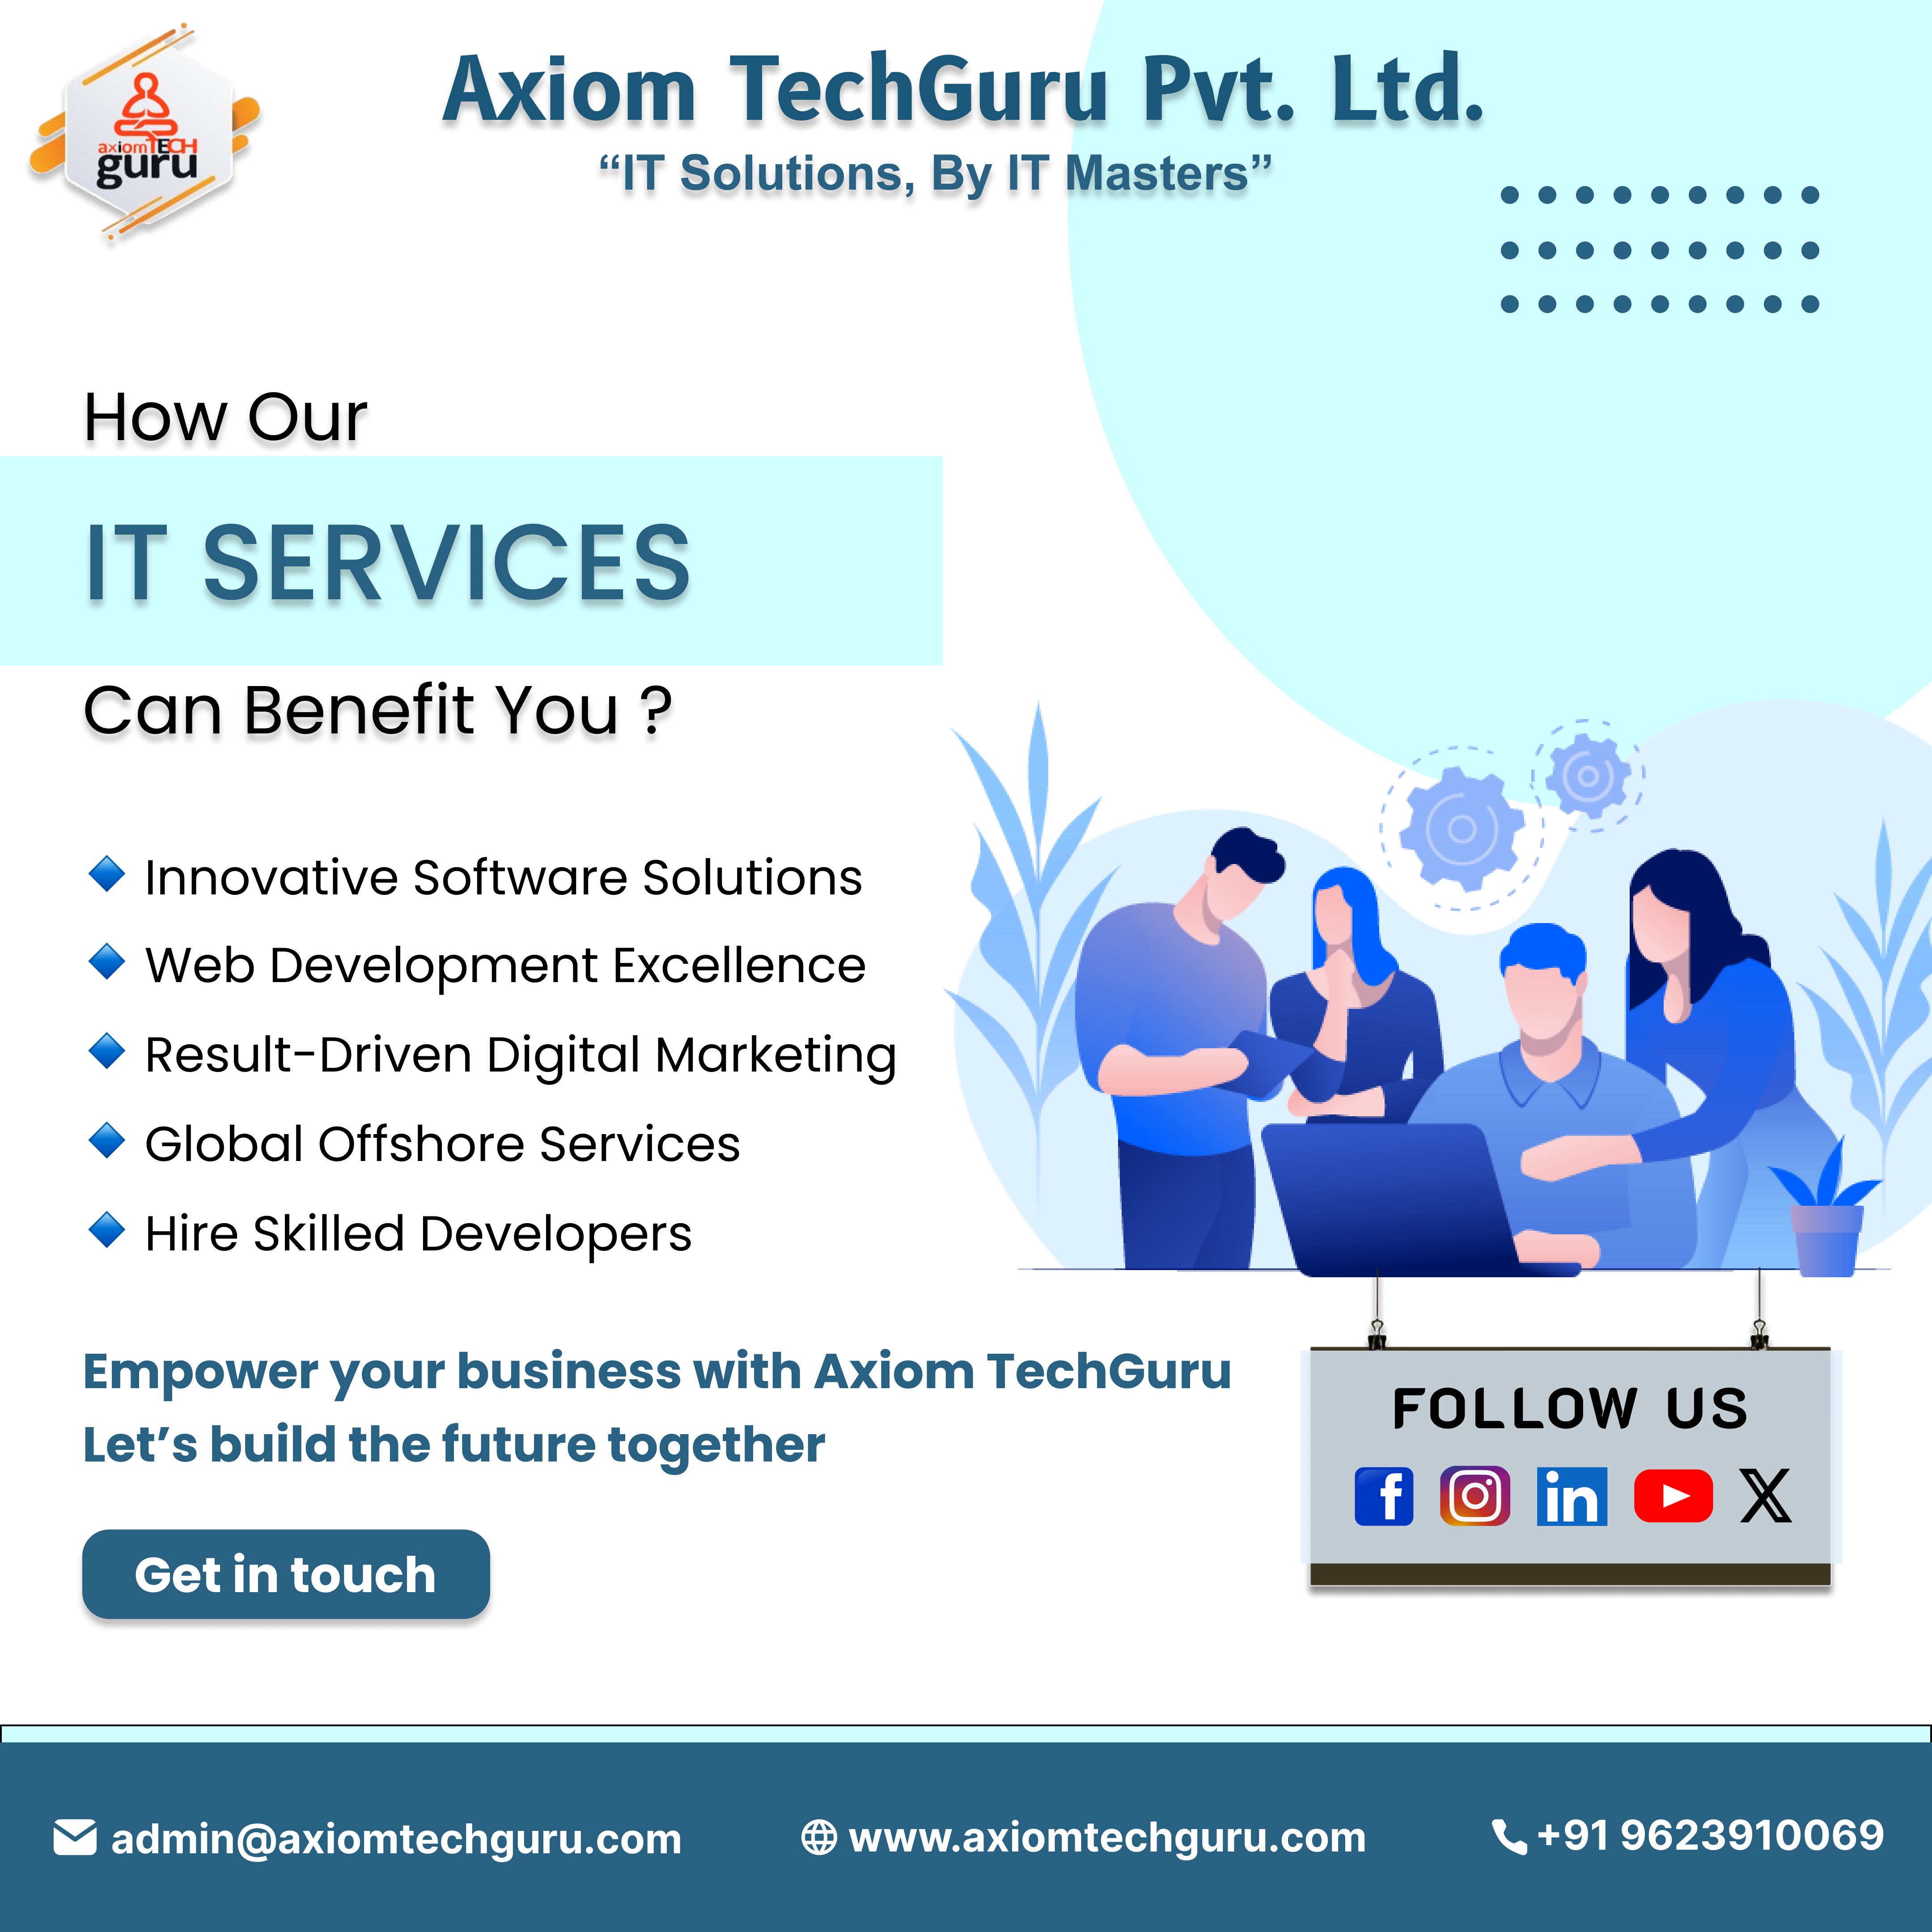 axiomTECH
guru
Axiom TechGuru Pvt. Ltd.
“IT Solutions, By IT Masters”
How Our
IT SERVICES
Can Benefit You ?
Innovative Software Solutions
Web Development Excellence
Result-Driven Digital Marketing
Global Offshore Services
Hire Skilled Developers
Empower your business with Axiom TechGuru
Let’s build the future together
Get in touch
FOLLOW US
admin@axiomtechguru.com
www.axiomtechguru.com
+91 9623910069